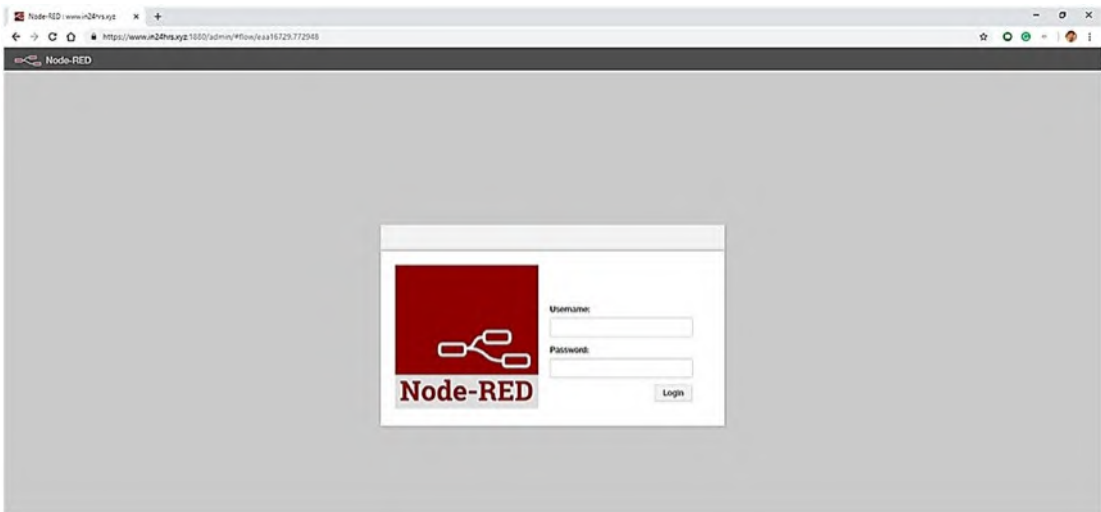 Node-RED : www.in24hrs.xyz
https://www.in24hrs.xyz:1880/admin/#flow/eaa16729.772948
Node-RED
Username:
Password:
Node-RED
Login